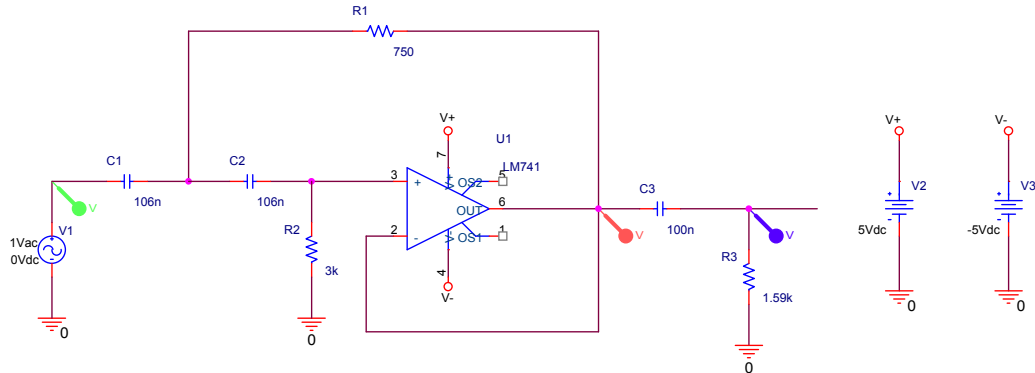 R1
750
V+
U1
7
C1
C2
LM741
5
3
+
V+
OS2
C3
106n
106n
OUT
6
V
2
-
OS1
1
V
100n
V
V1
R2
V-
1Vac
0Vdc
3k
4
V-
R3
1.59k
0
0
0
V+
V2
5Vdc
0
V-
V3
-5Vdc
0